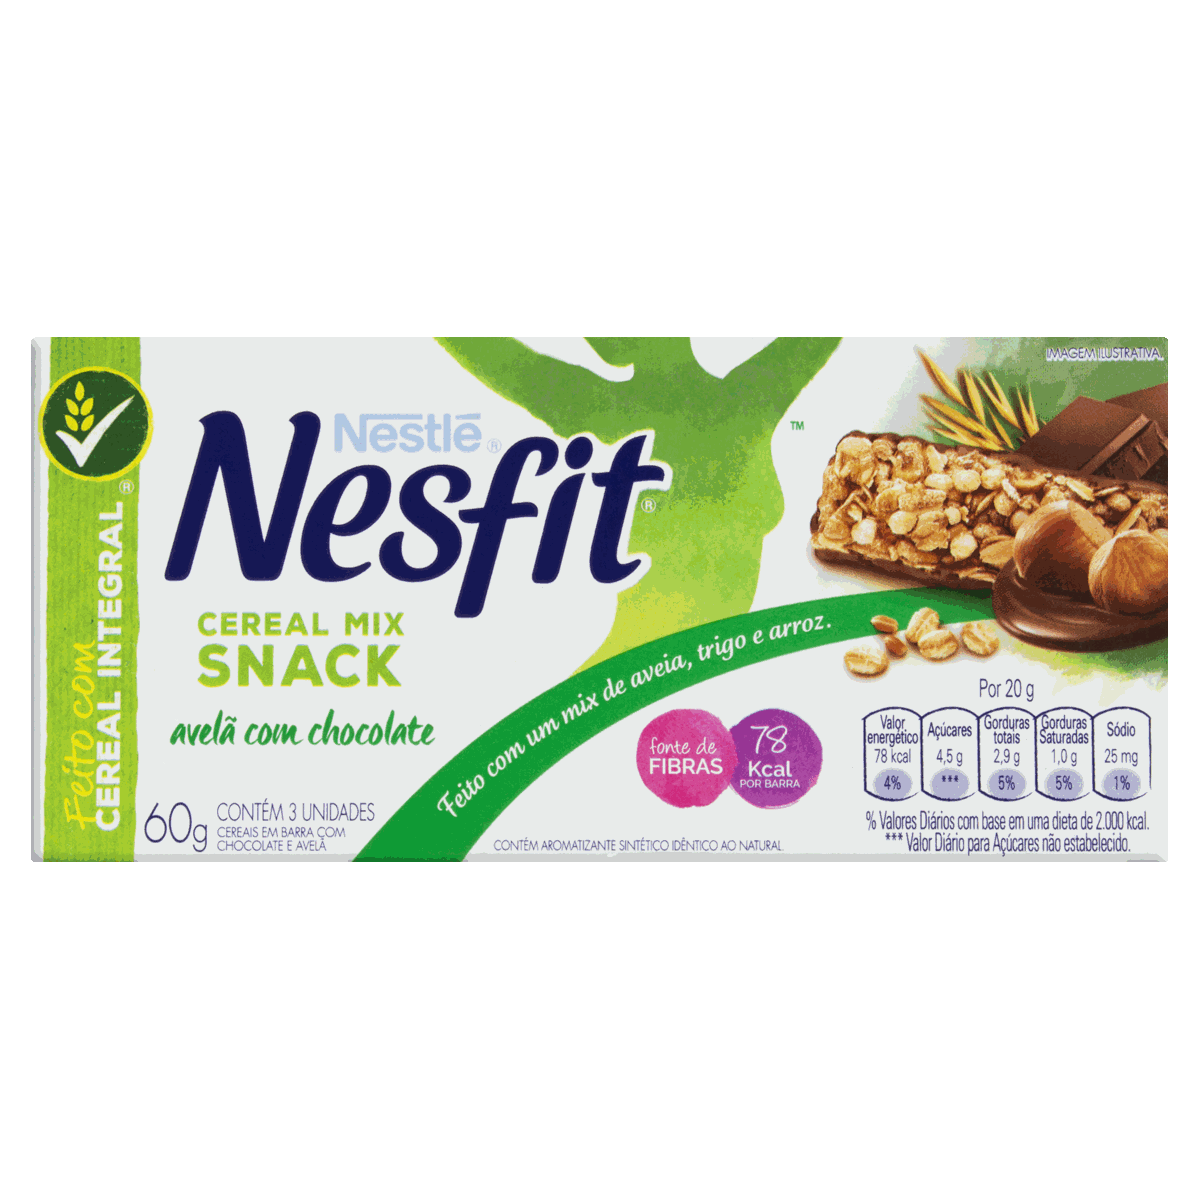 IMAGEM ILUSTRATIVA.
Feito com
CEREAL INTEGRAL®
Nestlé®
Nesfit®
™
CEREAL MIX
SNACK
avelã com chocolate
Feito com um mix de aveia, trigo e arroz.
fonte de
FIBRAS
78
Kcal
POR BARRA
60g
CONTÉM 3 UNIDADES
CEREAIS EM BARRA COM
CHOCOLATE E AVELÃ
CONTÉM AROMATIZANTE SINTÉTICO IDÊNTICO AO NATURAL.
Por 20 g
Valor energético 78 kcal 4%
Açúcares 4,5 g ***
Gorduras totais 2,9 g 5%
Gorduras Saturadas 1,0 g 5%
Sódio 25 mg 1%
% Valores Diários com base em uma dieta de 2.000 kcal.
*** Valor Diário para Açúcares não estabelecido.